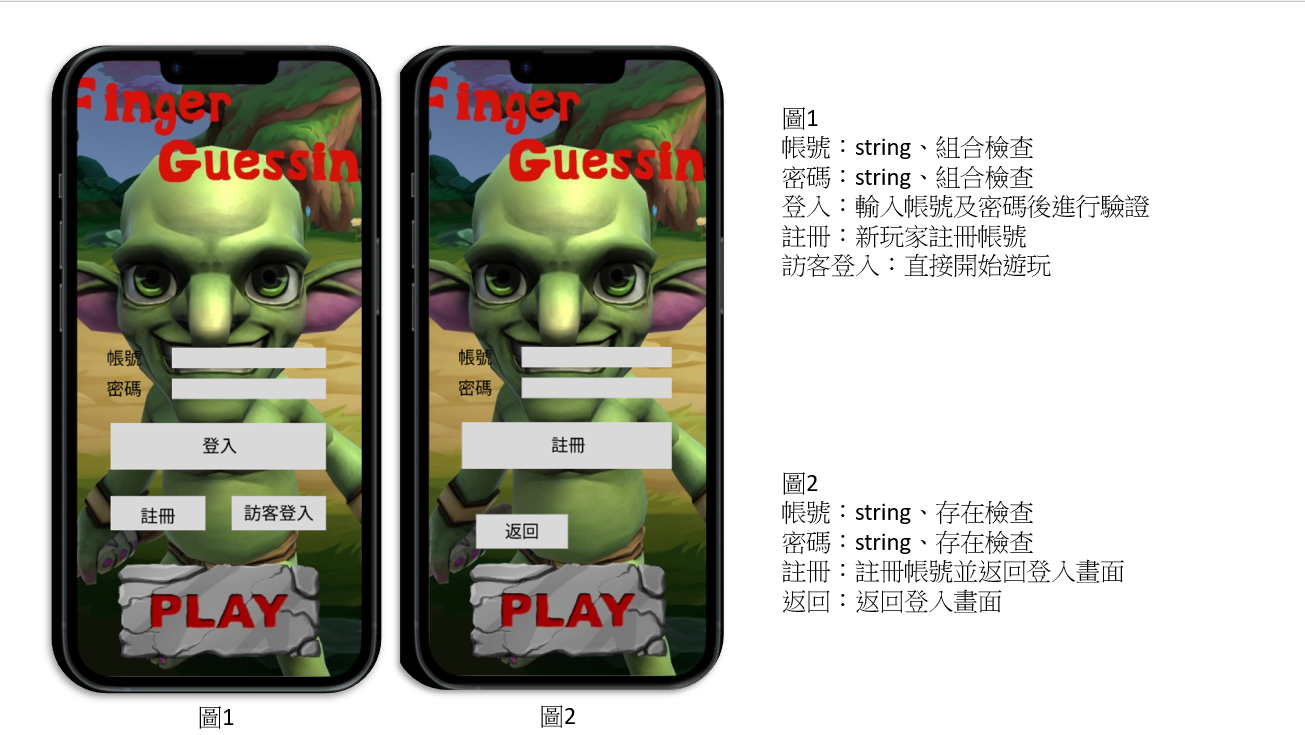 Finger
Guessin
帳號
密碼
登入
註冊
訪客登入
PLAY
圖1
Finger
Guessin
帳號
密碼
註冊
返回
PLAY
圖2
圖1
帳號：string、組合檢查
密碼：string、組合檢查
登入：輸入帳號及密碼後進行驗證
註冊：新玩家註冊帳號
訪客登入：直接開始遊玩
圖2
帳號：string、存在檢查
密碼：string、存在檢查
註冊：註冊帳號並返回登入畫面
返回：返回登入畫面